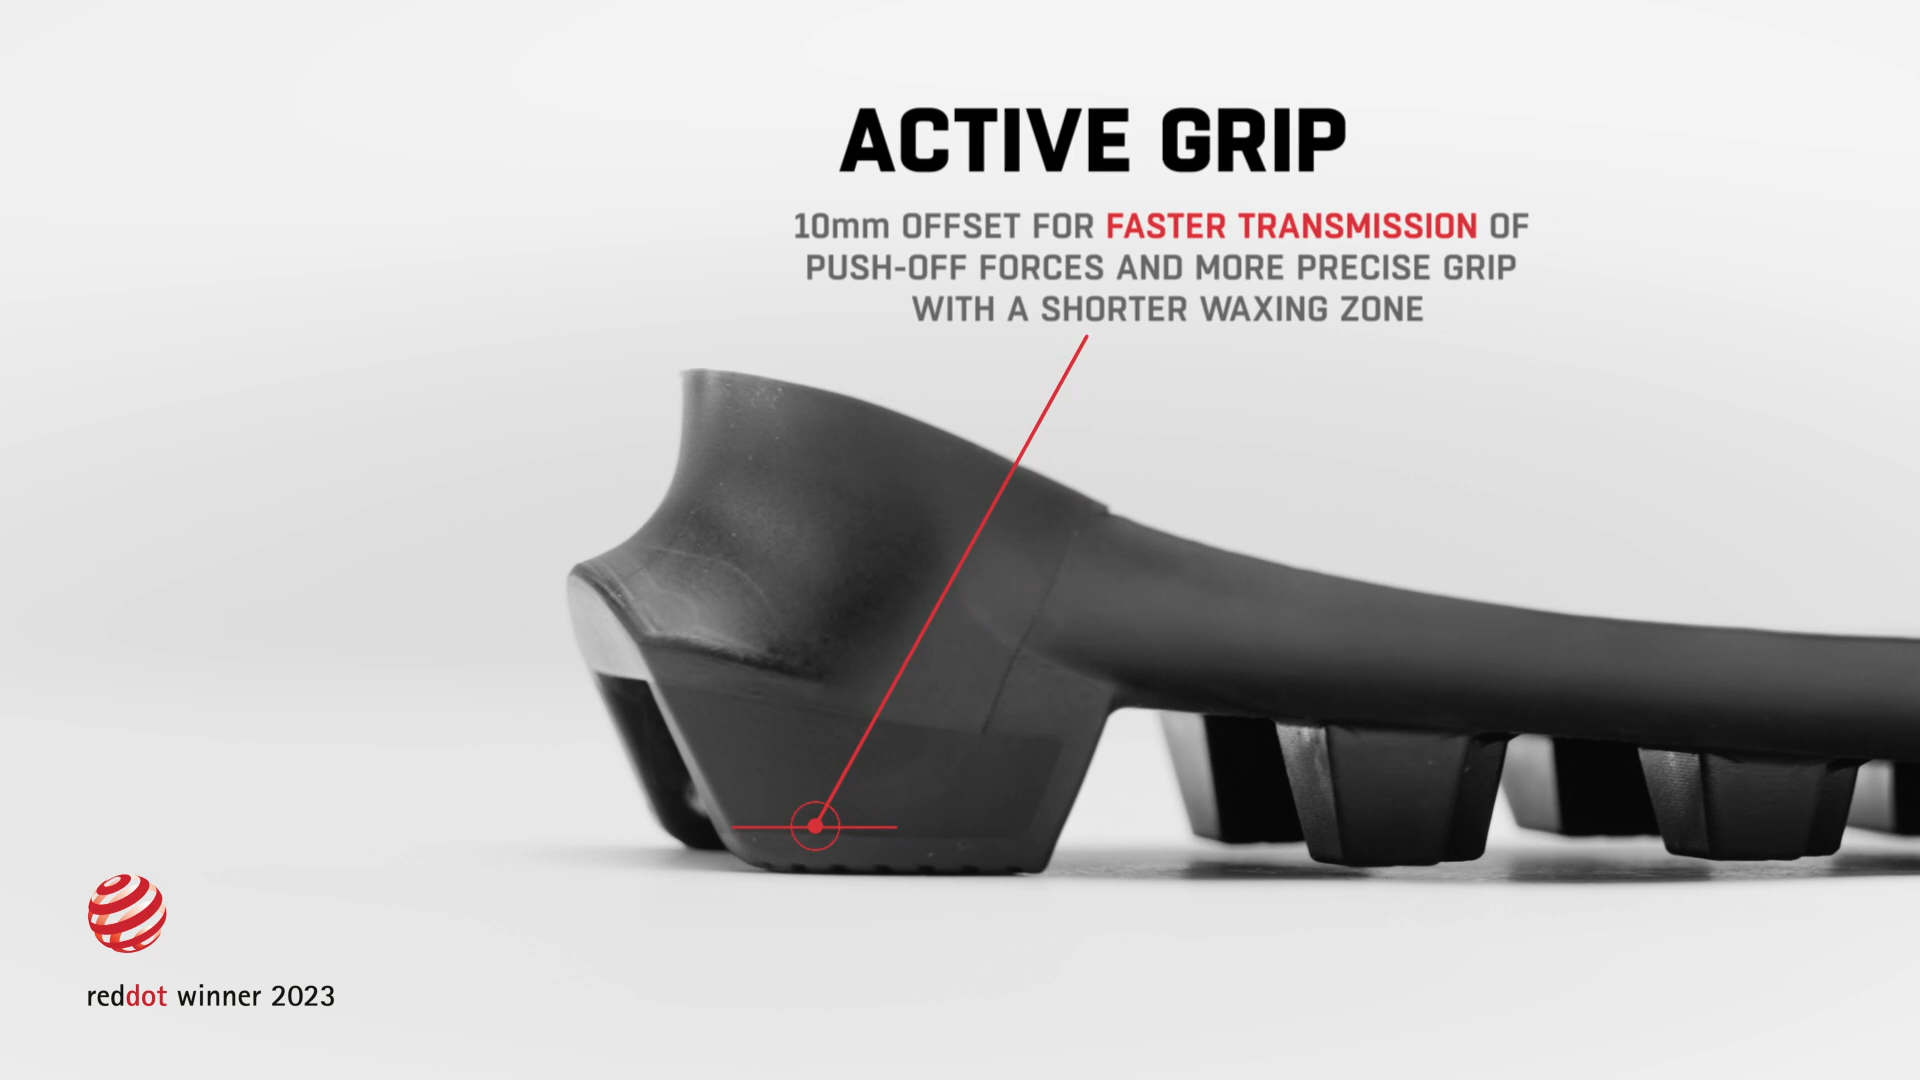 ACTIVE GRIP
10mm OFFSET FOR FASTER TRANSMISSION OF
PUSH-OFF FORCES AND MORE PRECISE GRIP
WITH A SHORTER WAXING ZONE
reddot winner 2023